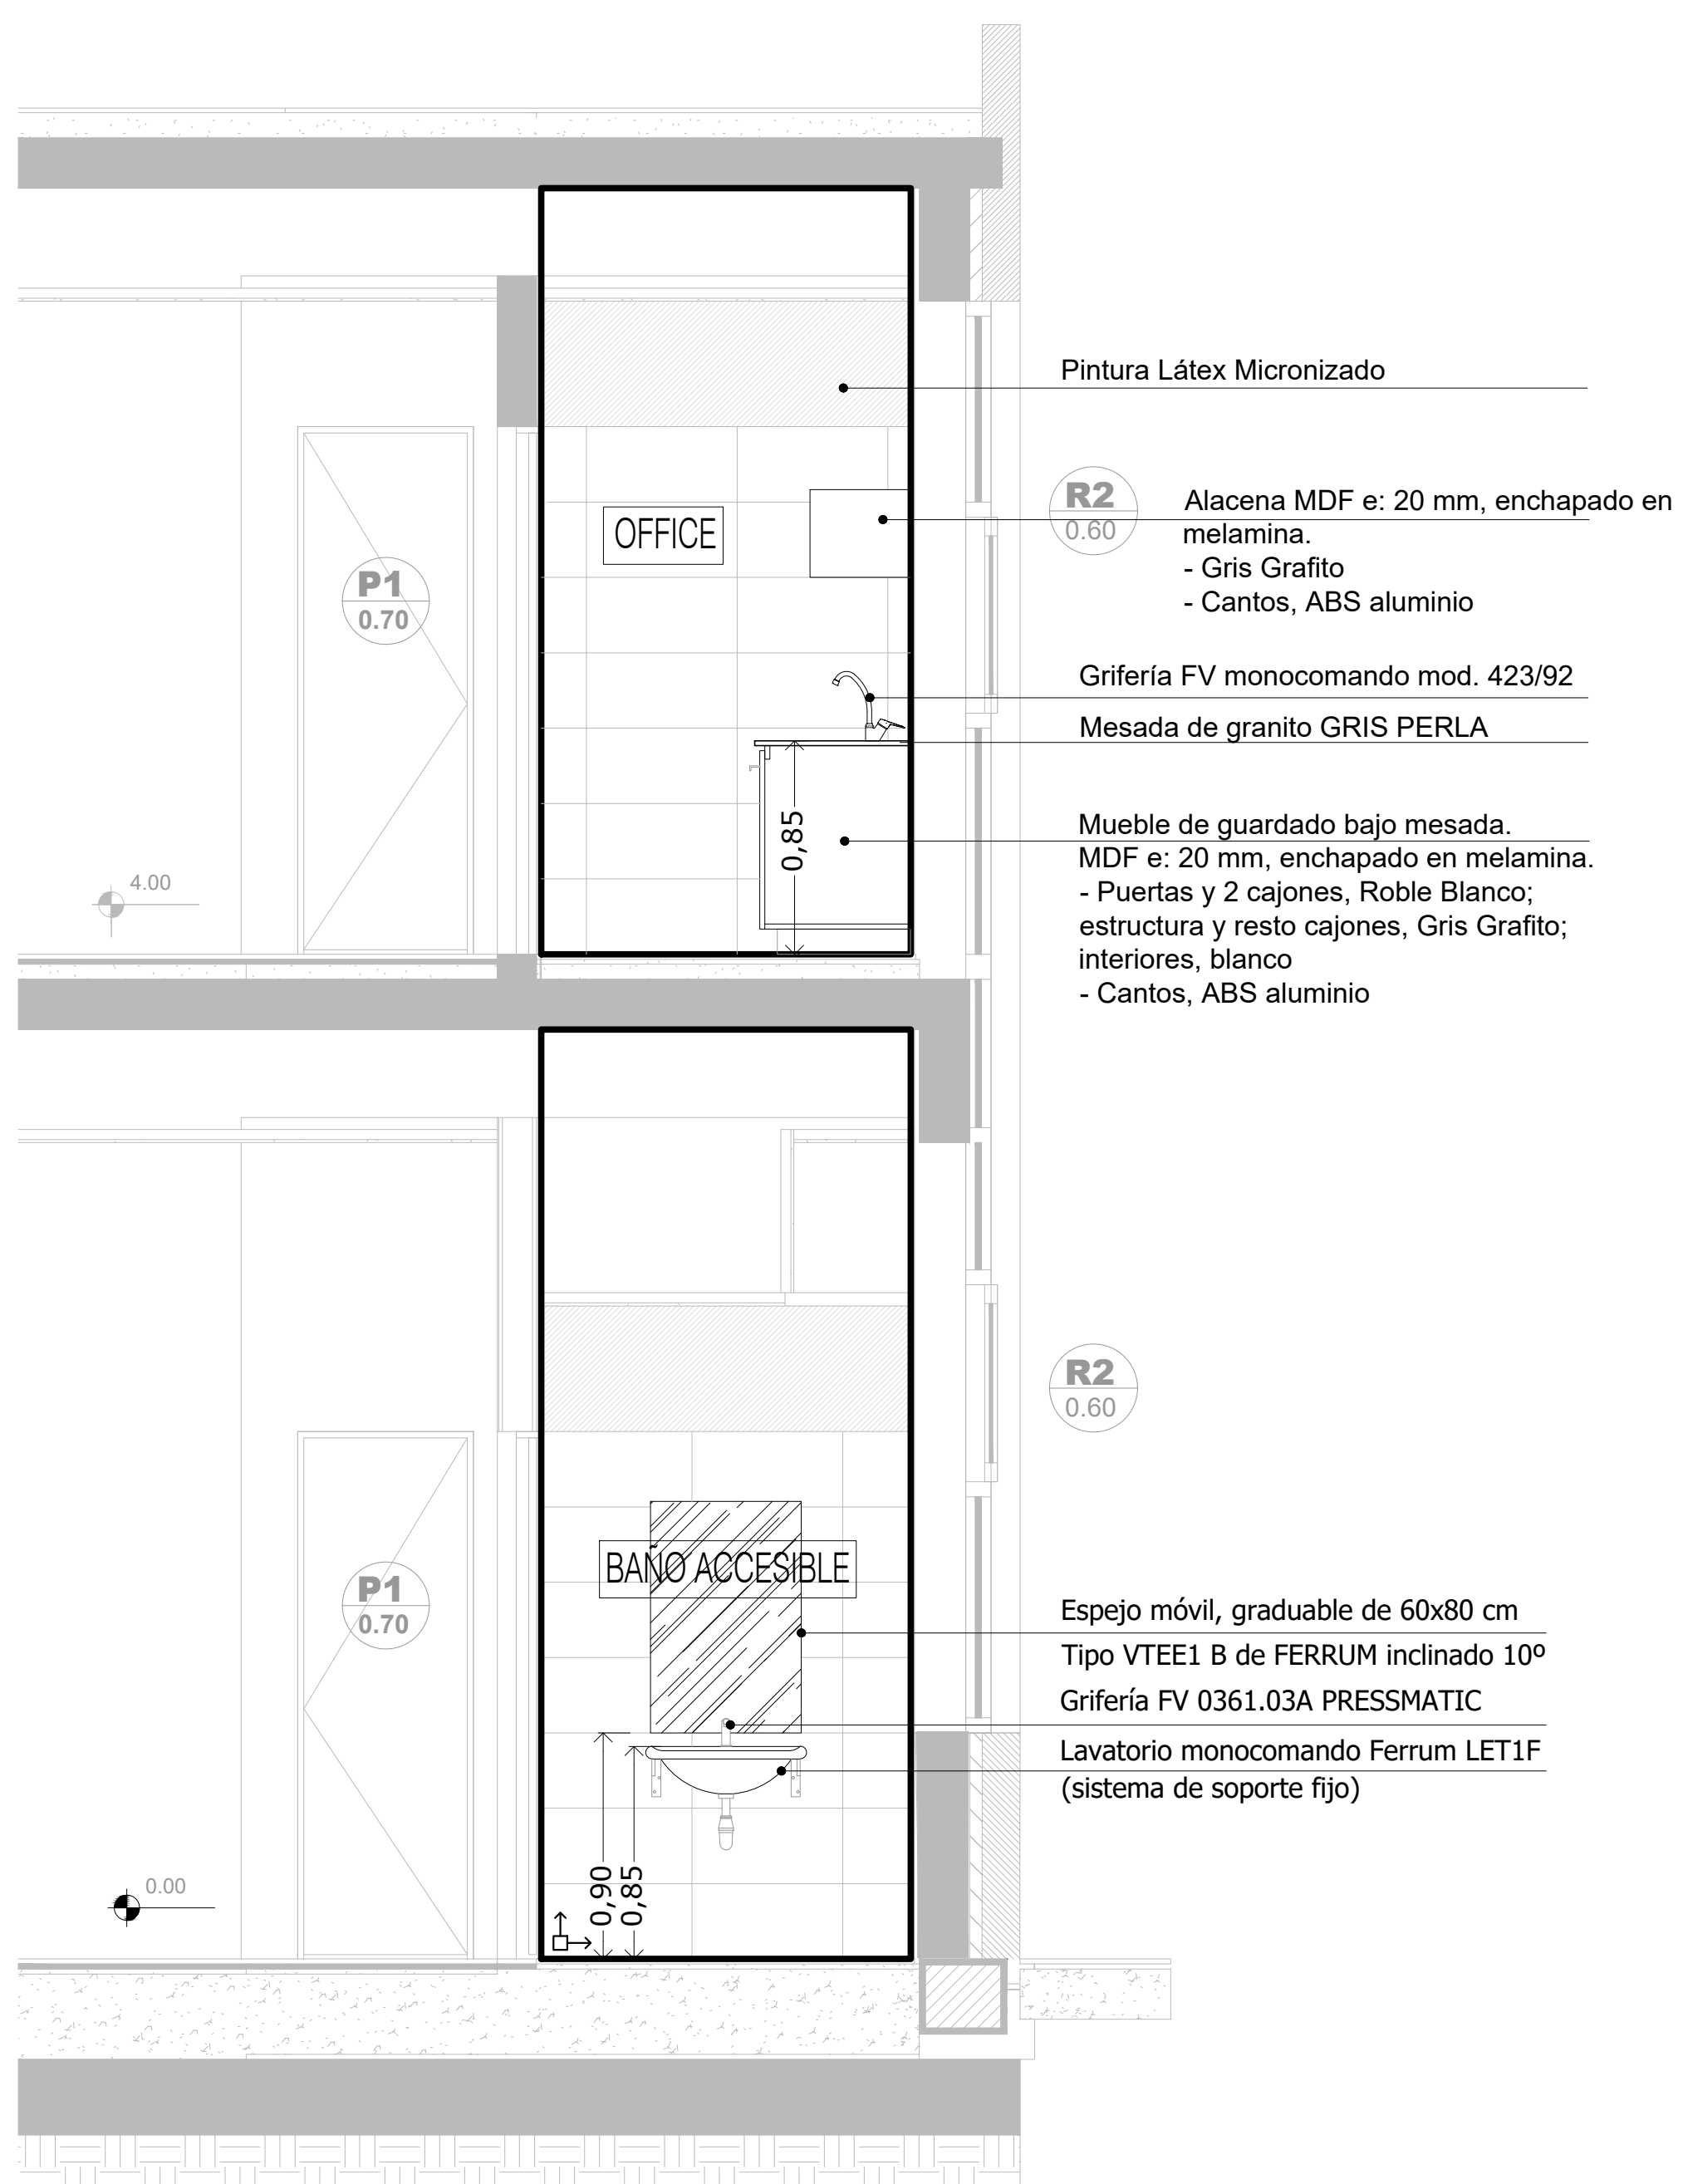 Pintura Látex Micronizado
R2
0.60
Alacena MDF e: 20 mm, enchapado en
melamina.
- Gris Grafito
- Cantos, ABS aluminio
OFFICE
P1
0.70
Grifería FV monocomando mod. 423/92
Mesada de granito GRIS PERLA
0,85
Mueble de guardado bajo mesada.
MDF e: 20 mm, enchapado en melamina.
- Puertas y 2 cajones, Roble Blanco;
estructura y resto cajones, Gris Grafito;
interiores, blanco
- Cantos, ABS aluminio
4.00
R2
0.60
BAÑO ACCESIBLE
P1
0.70
Espejo móvil, graduable de 60x80 cm
Tipo VTEE1 B de FERRUM inclinado 10º
Grifería FV 0361.03A PRESSMATIC
Lavatorio monocomando Ferrum LET1F
(sistema de soporte fijo)
0,90
0,85
0.00